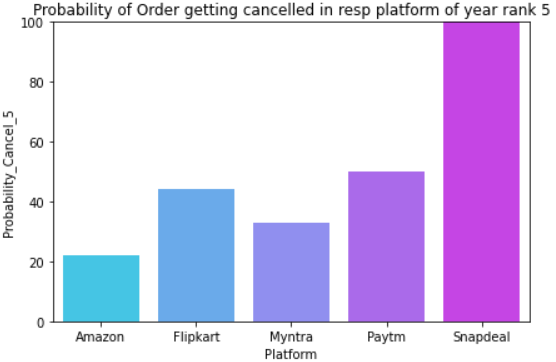 Probability of Order getting cancelled in resp platform of year rank 5
100
80
60
40
20
0
Probability_Cancel_5
Amazon Flipkart Myntra Paytm Snapdeal
Platform